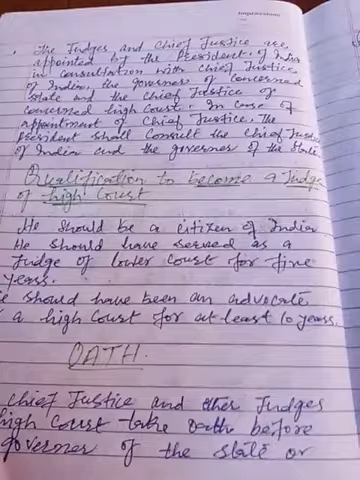 The Judges and Chief Justice are
appointed by the President of India
in consultation with Chief Justice
of India, the governer of concerned
state and the Chief Justice of
concerned high court. In case of
appointment of Chief Justice, The
president shall Consult the Chief Justice
of India and the governer of the state.
Qualification to become a Judge
of high Court
He should be a citizen of India
He should have served as a
Judge of lower Court for five
years.
e should have been an advocate
a high Court for at least 10 years.
OATH.
chief Justice and other Judges
high Court take oath before
governer of the state or